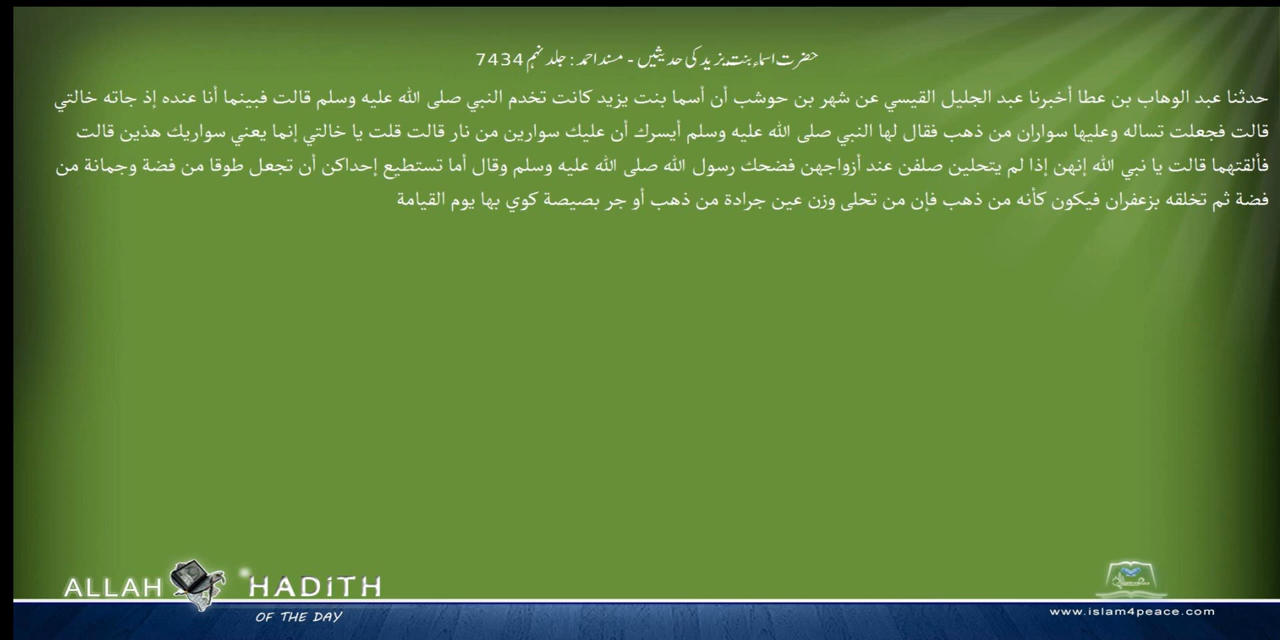 حضرت اسماء بنت یزید کی حدیثیں - مسند احمد : جلد نہم 7434
حدثنا عبد الوهاب بن عطا أخبرنا عبد الجليل القيسي عن شهر بن حوشب أن أسما بنت يزيد كانت تخدم النبي صلى الله عليه وسلم قالت فبينما أنا عنده إذ جاته خالتي
قالت فجعلت تساله وعليها سواران من ذهب فقال لها النبي صلى الله عليه وسلم أيسرك أن عليك سوارين من نار قالت قلت يا خالتي إنما يعني سواريك هذين قالت
فألقتهما قالت يا نبي الله إنهن إذا لم يتحلين صلفن عند أزواجهن فضحك رسول الله صلى الله عليه وسلم وقال أما تستطيع إحداكن أن تجعل طوقا من فضة وجمانة من
فضة ثم تخلقه بزعفران فيكون كأنه من ذهب فإن من تحلى وزن عين جرادة من ذهب أو جر بصيصة كوي بها يوم القيامة
ALLAH HADITH
OF THE DAY
www.islam4peace.com